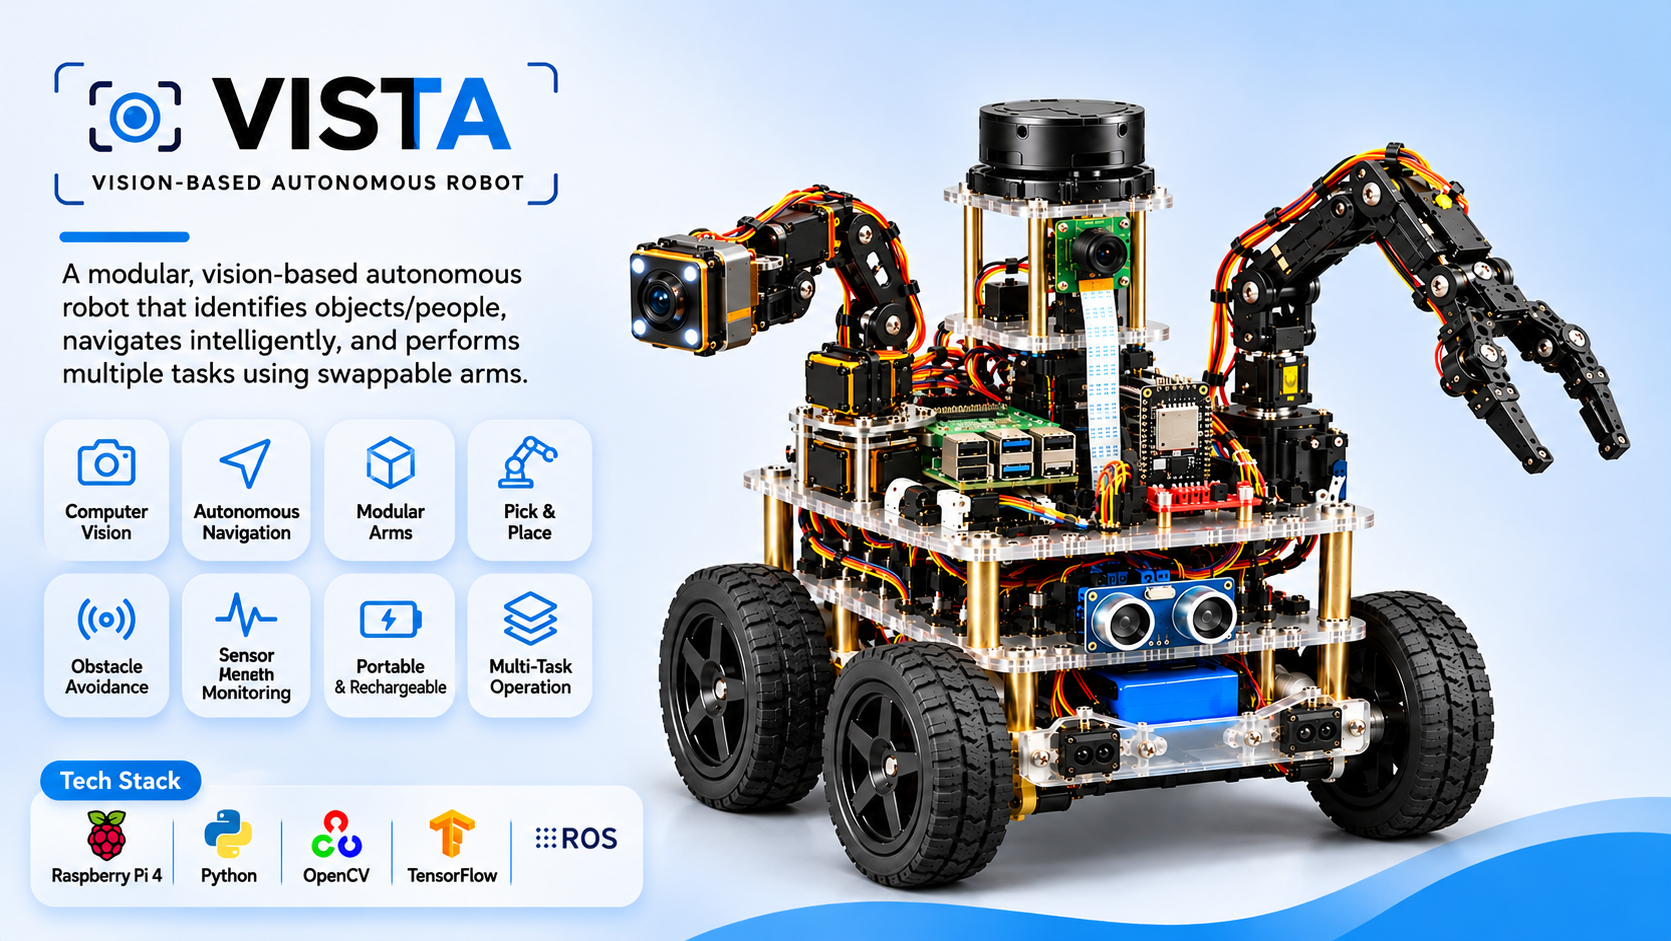 VISTA
VISION-BASED AUTONOMOUS ROBOT
A modular, vision-based autonomous
robot that identifies objects/people,
navigates intelligently, and performs
multiple tasks using swappable arms.
Computer
Vision
Autonomous
Navigation
Modular
Arms
Pick &
Place
Obstacle
Avoidance
Sensor
Meneth
Monitoring
Portable
& Rechargeable
Multi-Task
Operation
Tech Stack
Raspberry Pi 4
Python
OpenCV
TensorFlow
ROS